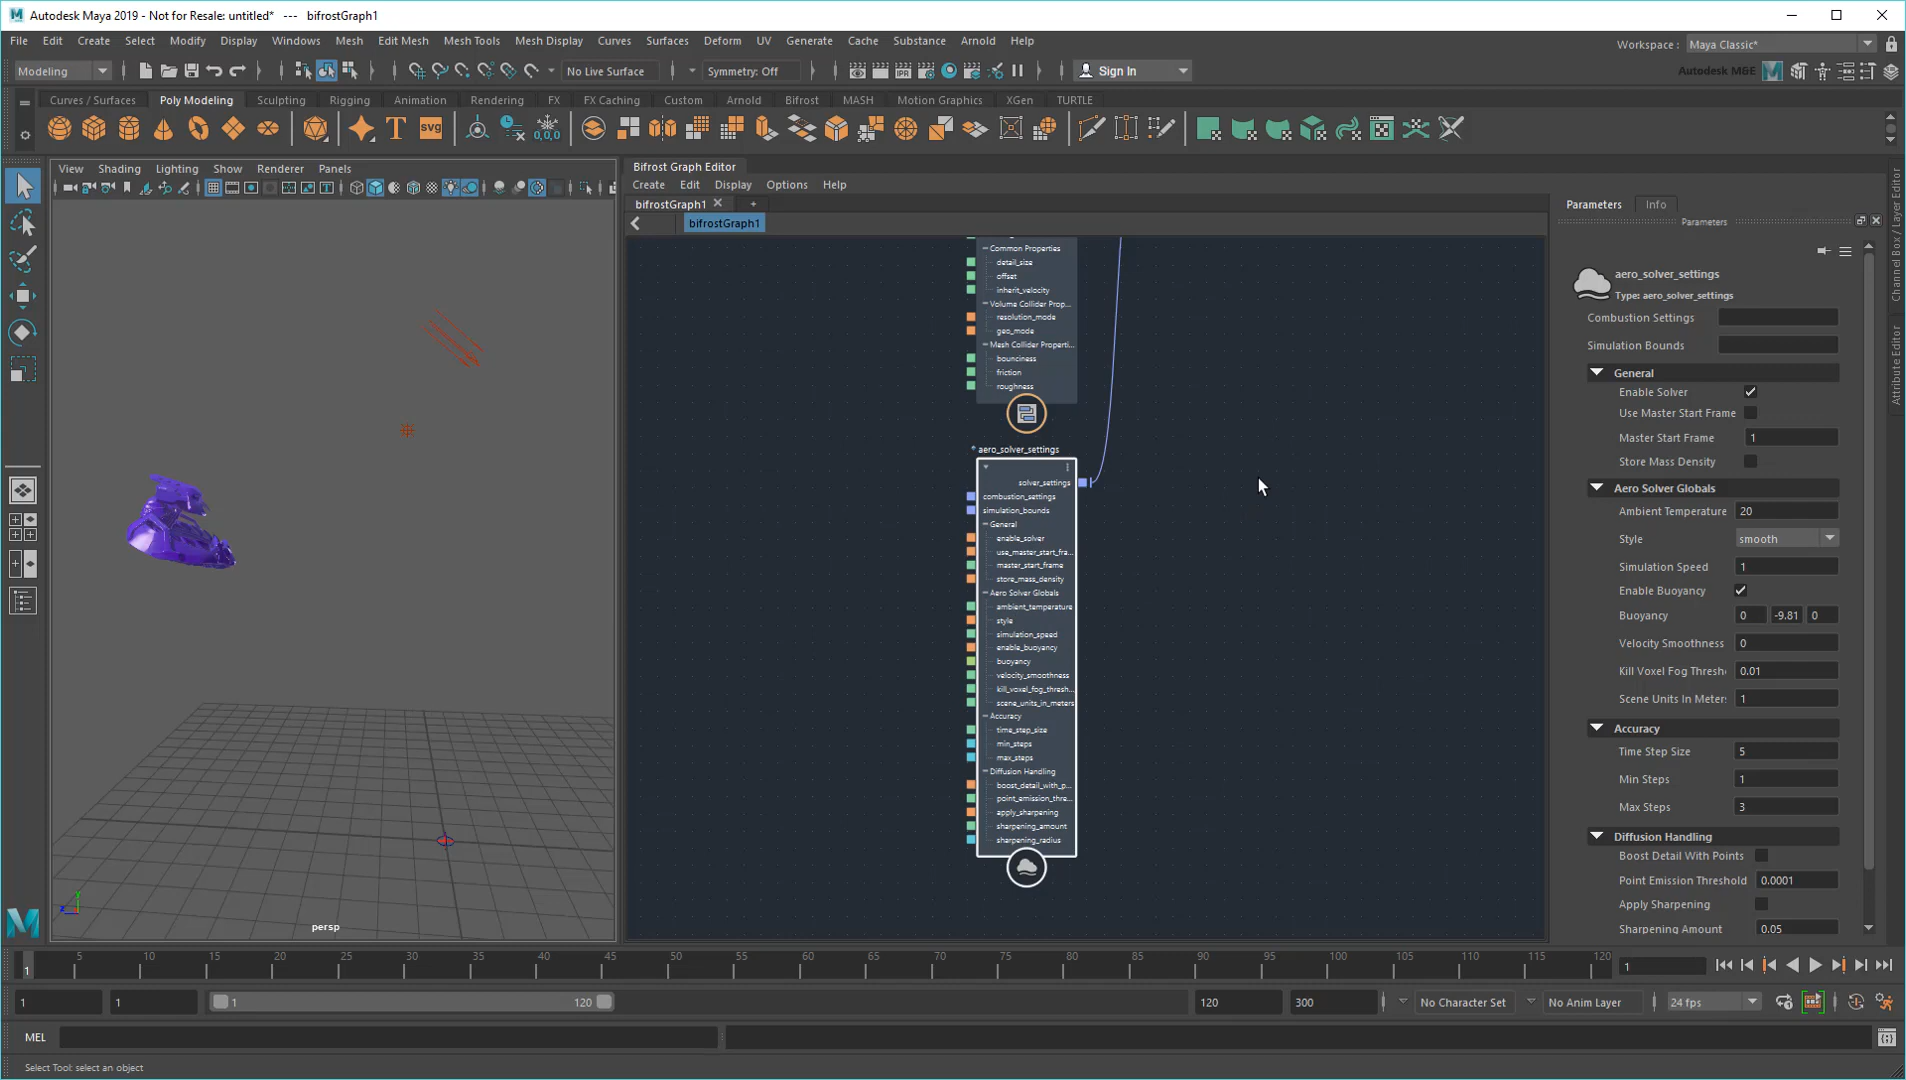 Autodesk Maya 2019 - Not for Resale: untitled* --- bifrostGraph1
File Edit Create Select Modify Display Windows Mesh Edit Mesh Mesh Tools Mesh Display Curves Surfaces Deform UV Generate Cache Substance Arnold Help
Workspace : Maya Classic*
Modeling No Live Surface Symmetry: Off Sign In Autodesk M&E
Curves / Surfaces Poly Modeling Sculpting Rigging Animation Rendering FX FX Caching Custom Arnold Bifrost MASH Motion Graphics XGen TURTLE
View Shading Lighting Show Renderer Panels
persp
Bifrost Graph Editor
Create Edit Display Options Help
bifrostGraph1
bifrostGraph1
Common Properties
detail_size
offset
inherit_velocity
Volume Collider Prop...
resolution_mode
geo_mode
Mesh Collider Properti...
bounciness
friction
roughness
* aero_solver_settings
solver_settings
combustion_settings
simulation_bounds
General
enable_solver
use_master_start_fra...
master_start_frame
store_mass_density
Aero Solver Globals
ambient_temperature
style
simulation_speed
enable_buoyancy
buoyancy
velocity_smoothness
kill_voxel_fog_thresh...
scene_units_in_meters
Accuracy
time_step_size
min_steps
max_steps
Diffusion Handling
boost_detail_with_p...
point_emission_thre...
apply_sharpening
sharpening_amount
sharpening_radius
Parameters Info
Parameters
aero_solver_settings
Type: aero_solver_settings
Combustion Settings
Simulation Bounds
General
Enable Solver
Use Master Start Frame
Master Start Frame 1
Store Mass Density
Aero Solver Globals
Ambient Temperature 20
Style smooth
Simulation Speed 1
Enable Buoyancy
Buoyancy 0 -9.81 0
Velocity Smoothness 0
Kill Voxel Fog Thresh 0.01
Scene Units In Meter 1
Accuracy
Time Step Size 5
Min Steps 1
Max Steps 3
Diffusion Handling
Boost Detail With Points
Point Emission Threshold 0.0001
Apply Sharpening
Sharpening Amount 0.05
Channel Box / Layer Editor
Attribute Editor
1 5 10 15 20 25 30 35 40 45 50 55 60 65 70 75 80 85 90 95 100 105 110 115 120 1
1 1 1 120 120 300 No Character Set No Anim Layer 24 fps
MEL
Select Tool: select an object